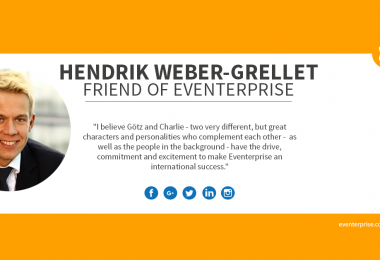 HENDRIK WEBER-GRELLET
FRIEND OF EVENTERPRISE
"I believe Götz and Charlie - two very different, but great
characters and personalities who complement each other - as
well as the people in the background - have the drive,
commitment and excitement to make Eventerprise an
international success."